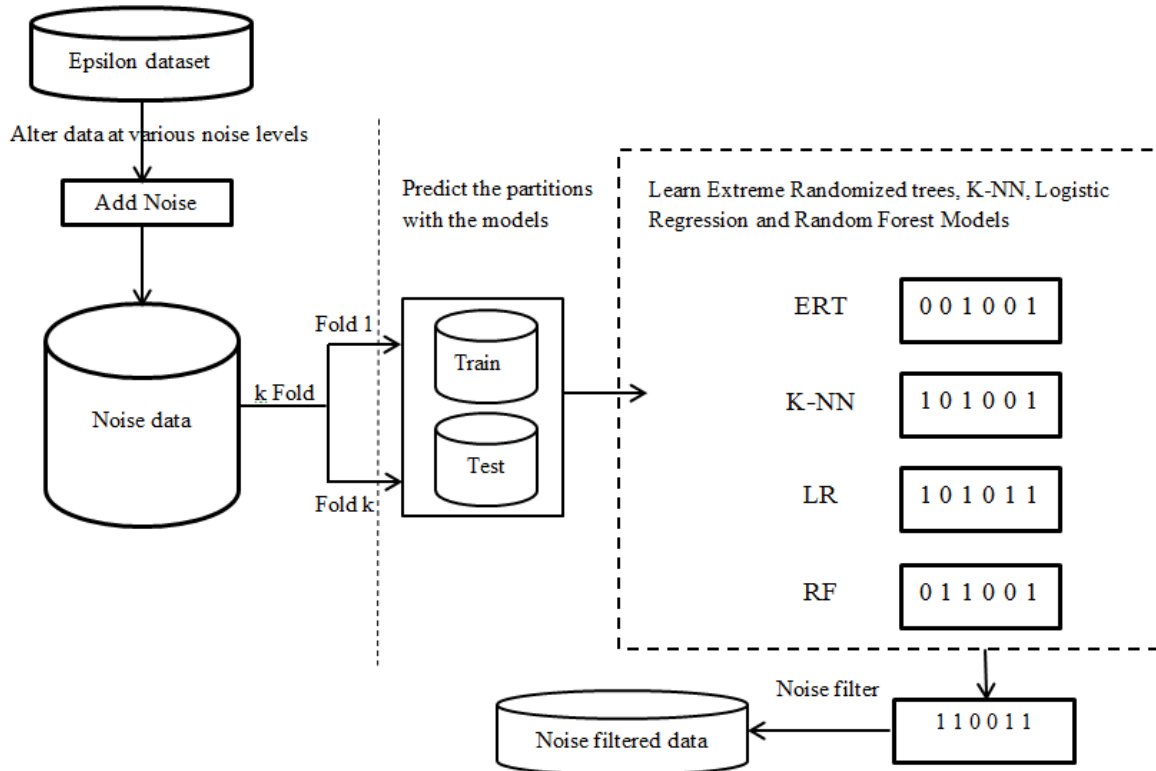 Epsilon dataset
Alter data at various noise levels
Add Noise
Noise data
k Fold
Fold 1
Fold k
Predict the partitions
with the models
Train
Test
Learn Extreme Randomized trees, K-NN, Logistic
Regression and Random Forest Models
ERT
0 0 1 0 0 1
K-NN
1 0 1 0 0 1
LR
1 0 1 0 1 1
RF
0 1 1 0 0 1
Noise filter
1 1 0 0 1 1
Noise filtered data